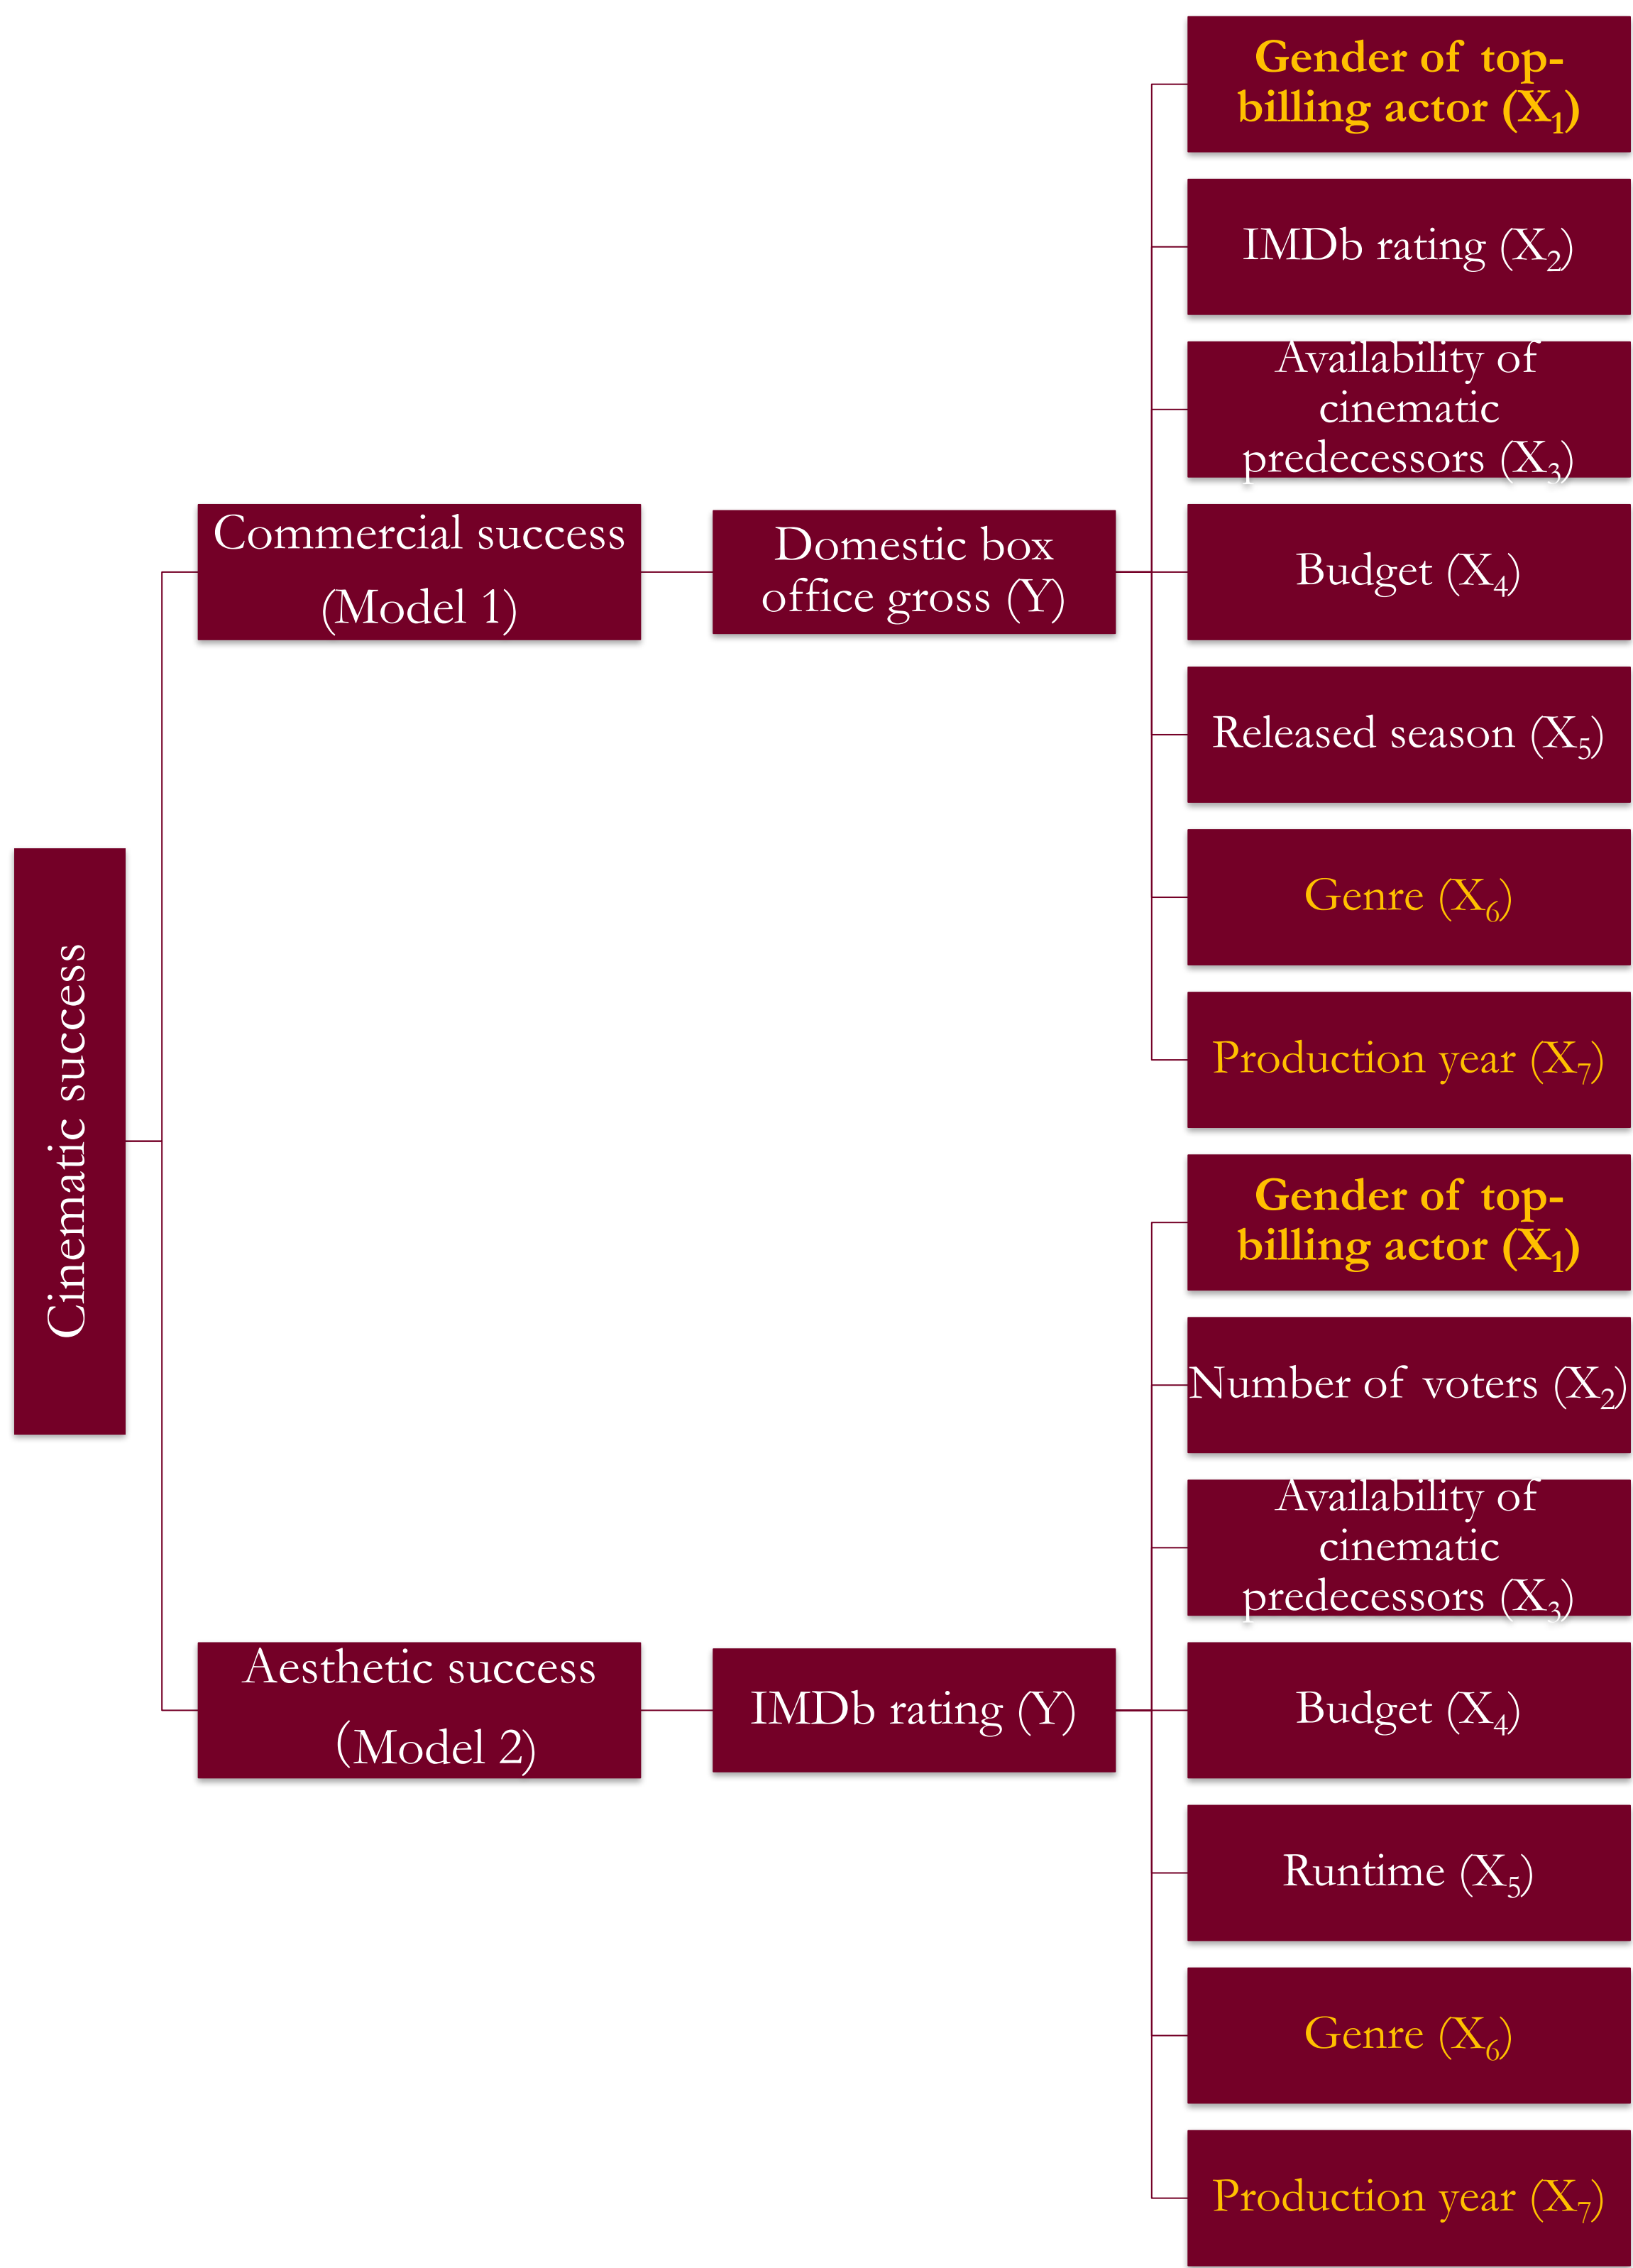 Cinematic success
Commercial success
(Model 1)
Domestic box
office gross (Y)
Gender of top-
billing actor (X₁)
IMDb rating (X₂)
Availability of
cinematic
predecessors (X₃)
Budget (X₄)
Released season (X₅)
Genre (X₆)
Production year (X₇)
Aesthetic success
(Model 2)
IMDb rating (Y)
Gender of top-
billing actor (X₁)
Number of voters (X₂)
Availability of
cinematic
predecessors (X₃)
Budget (X₄)
Runtime (X₅)
Genre (X₆)
Production year (X₇)